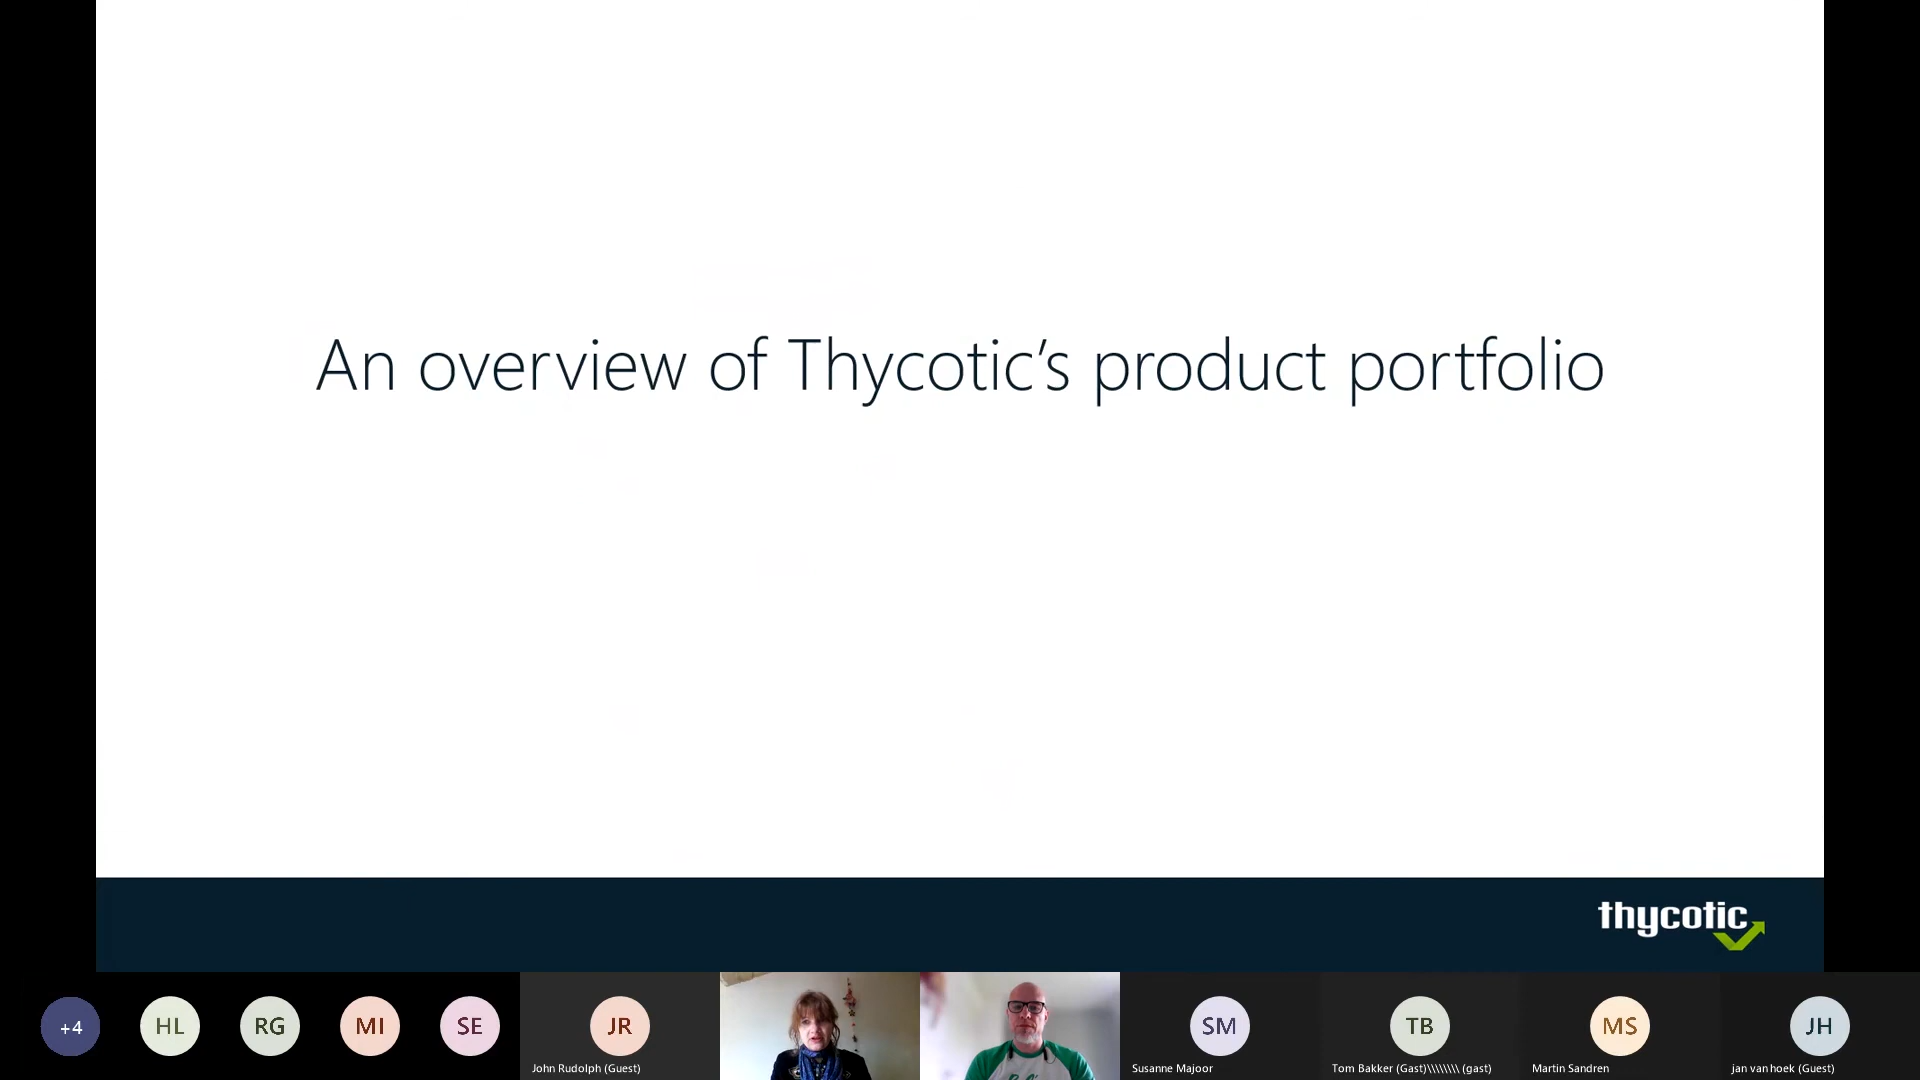 An overview of Thycotic’s product portfolio
thycotic
+4
HL
RG
MI
SE
JR
SM
TB
MS
JH
John Rudolph (Guest)
Susanne Majoor
Tom Bakker (Gast)\\\\\\\\ (gast)
Martin Sandren
jan van hoek (Guest)